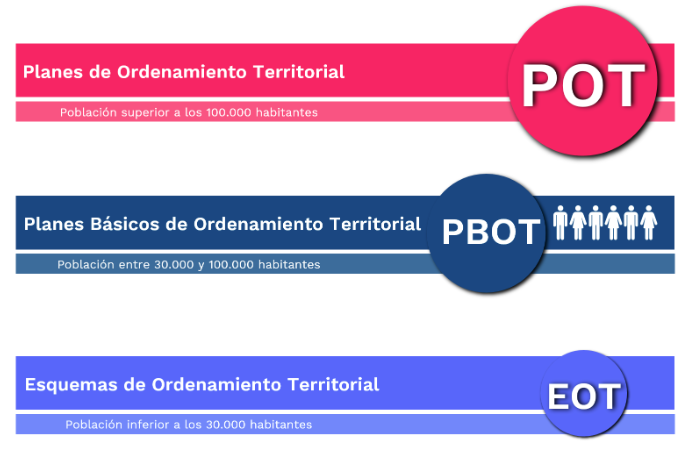 Planes de Ordenamiento Territorial
POT
Población superior a los 100.000 habitantes
Planes Básicos de Ordenamiento Territorial
PBOT
Población entre 30.000 y 100.000 habitantes
Esquemas de Ordenamiento Territorial
EOT
Población inferior a los 30.000 habitantes